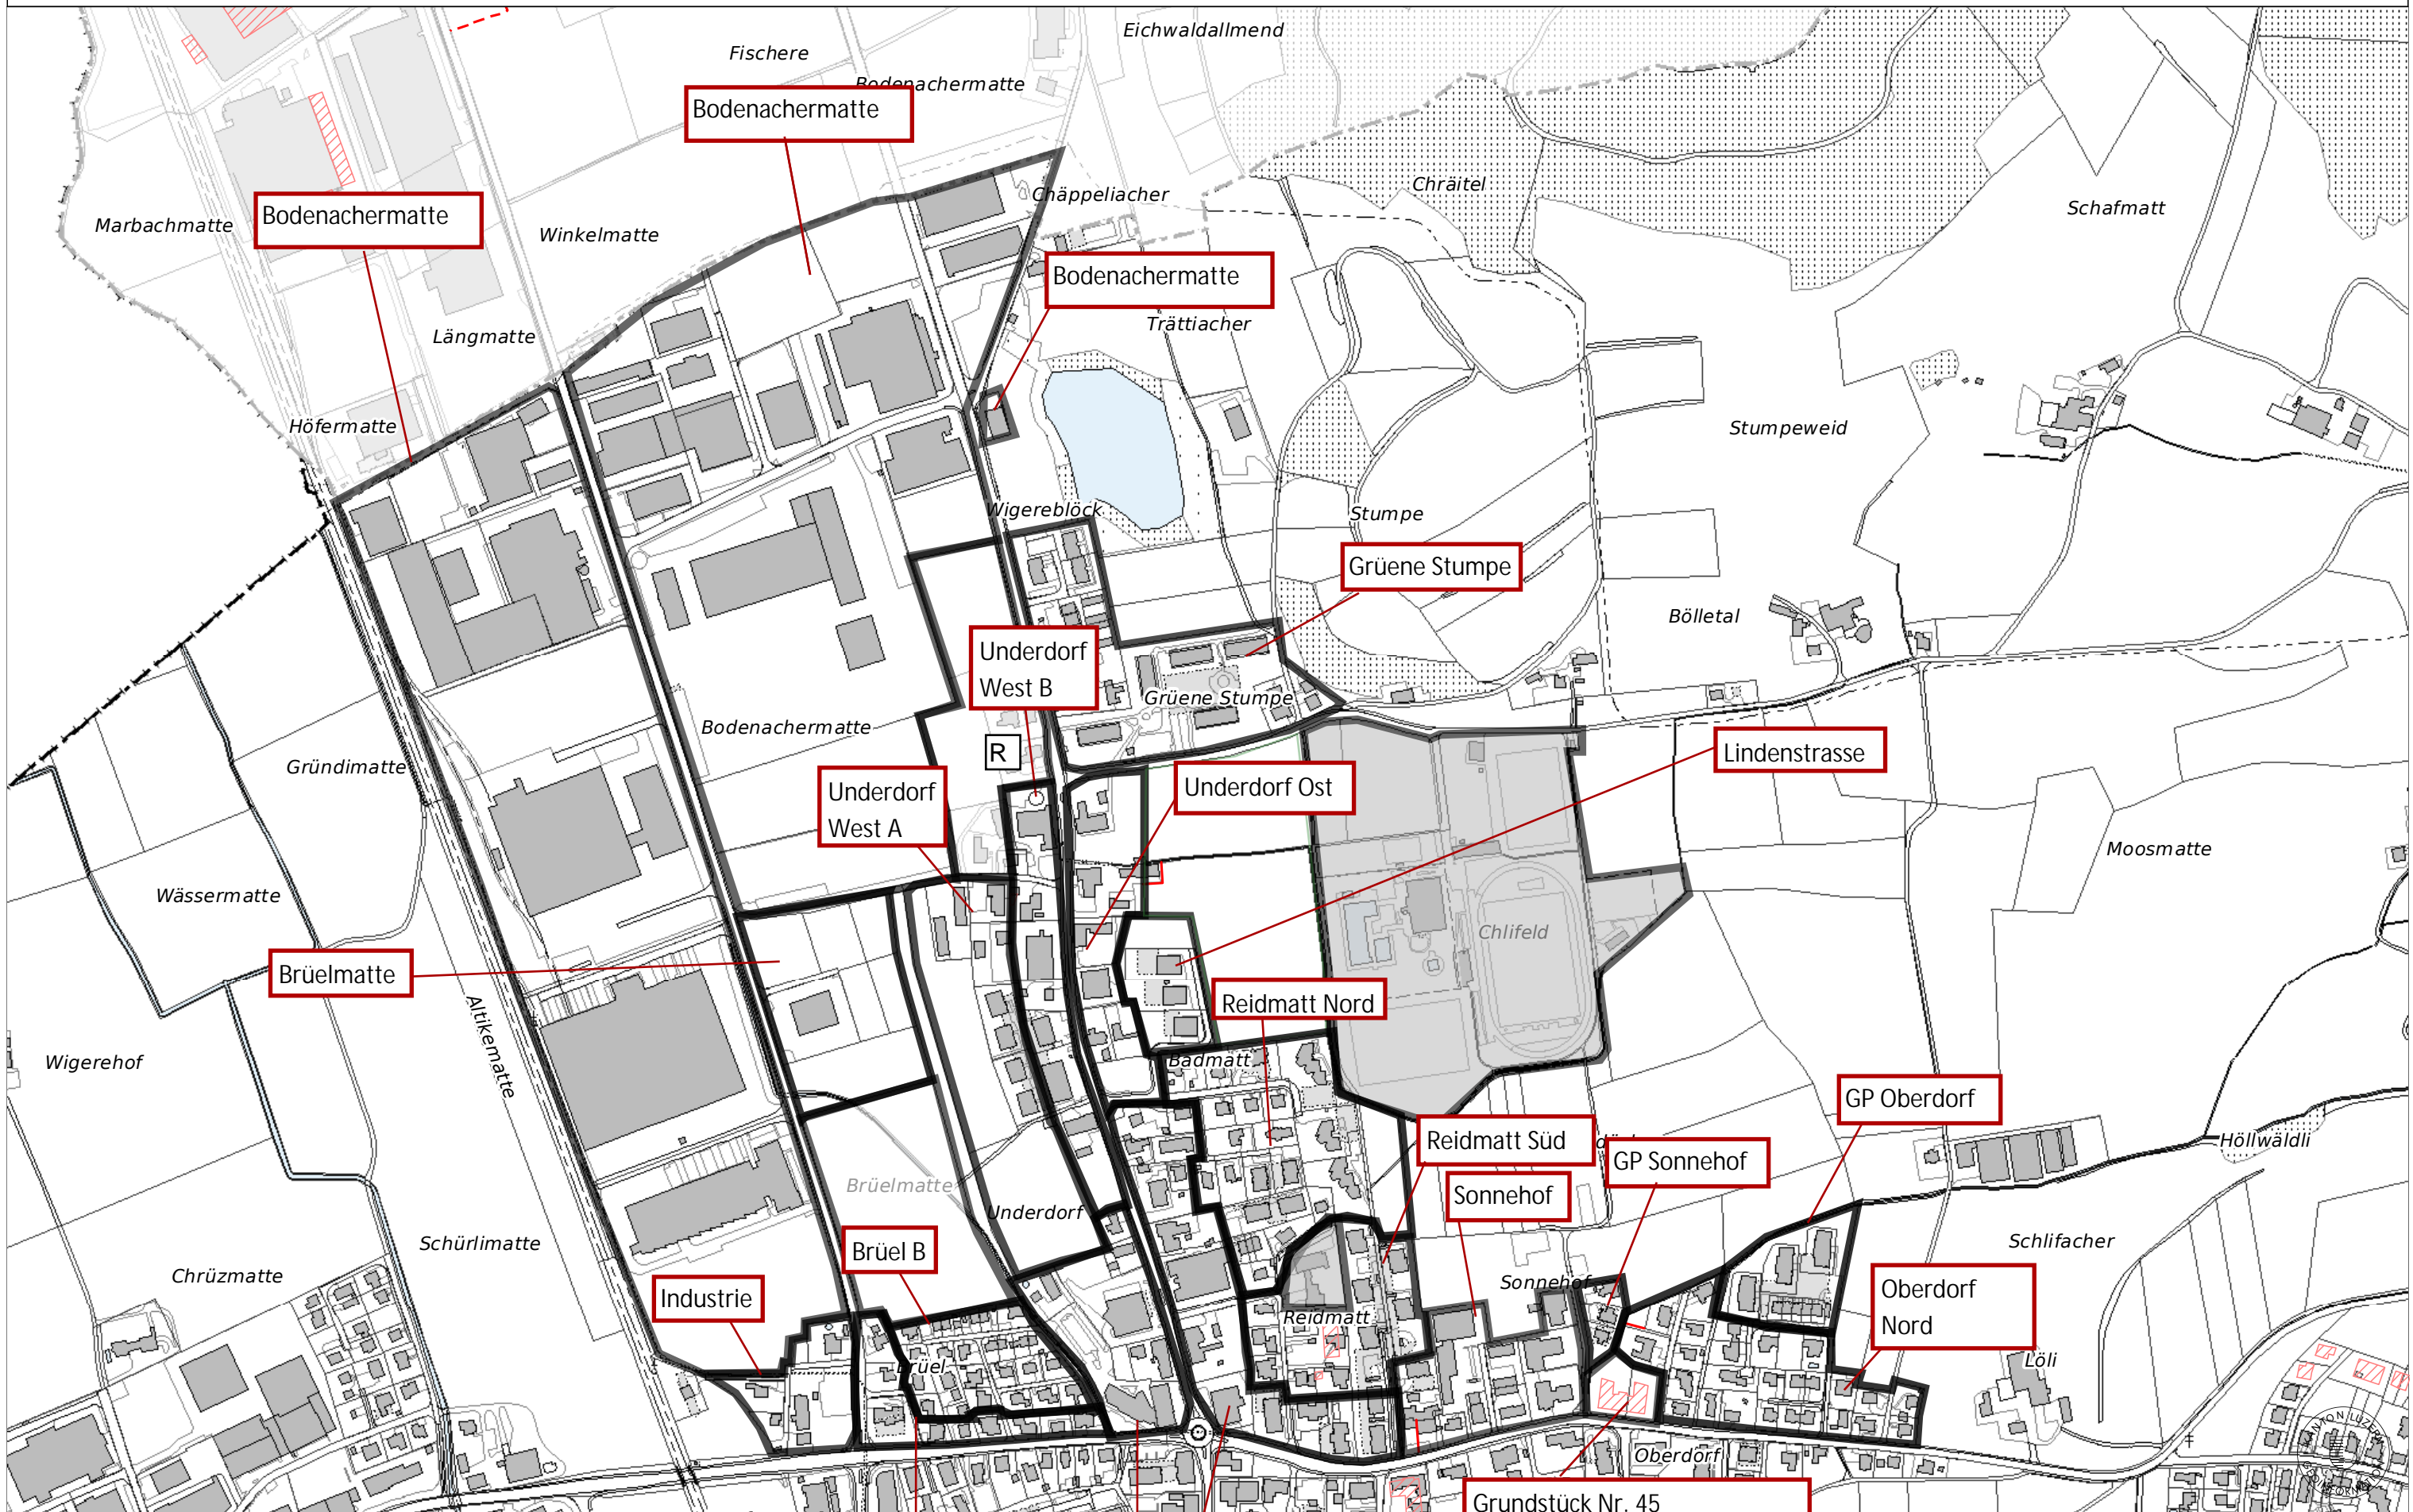 Eichwaldallmend
Fischere
Bodenachermatte
Bodenachermatte
Chräitel
Chäppeliacher
Schafmatt
Marbachmatte
Bodenachermatte
Winkelmatte
Bodenachermatte
Trättiacher
Längmatte
Höfermatte
Stumpeweid
Wigereblöck
Stumpe
Grüene Stumpe
Bölletal
Underdorf
West B
Grüene Stumpe
Bodenachermatte
R
Lindenstrasse
Gründimatte
Underdorf
West A
Underdorf Ost
Moosmatte
Wässermatte
Chlifeld
Brüelmatte
Altikematte
Reidmatt Nord
Wigerehof
Badmatt
GP Oberdorf
Reidmatt Süd
Höllwäldli
GP Sonnehof
Brüelmatte
Sonnehof
Underdorf
Schürlimatte
Brüel B
Schlifacher
Chrüzmatte
Industrie
Sonnehof
Oberdorf
Nord
Reidmatt
Brüel
Löli
Oberdorf
Grundstück Nr. 45
KANTON LUZERN